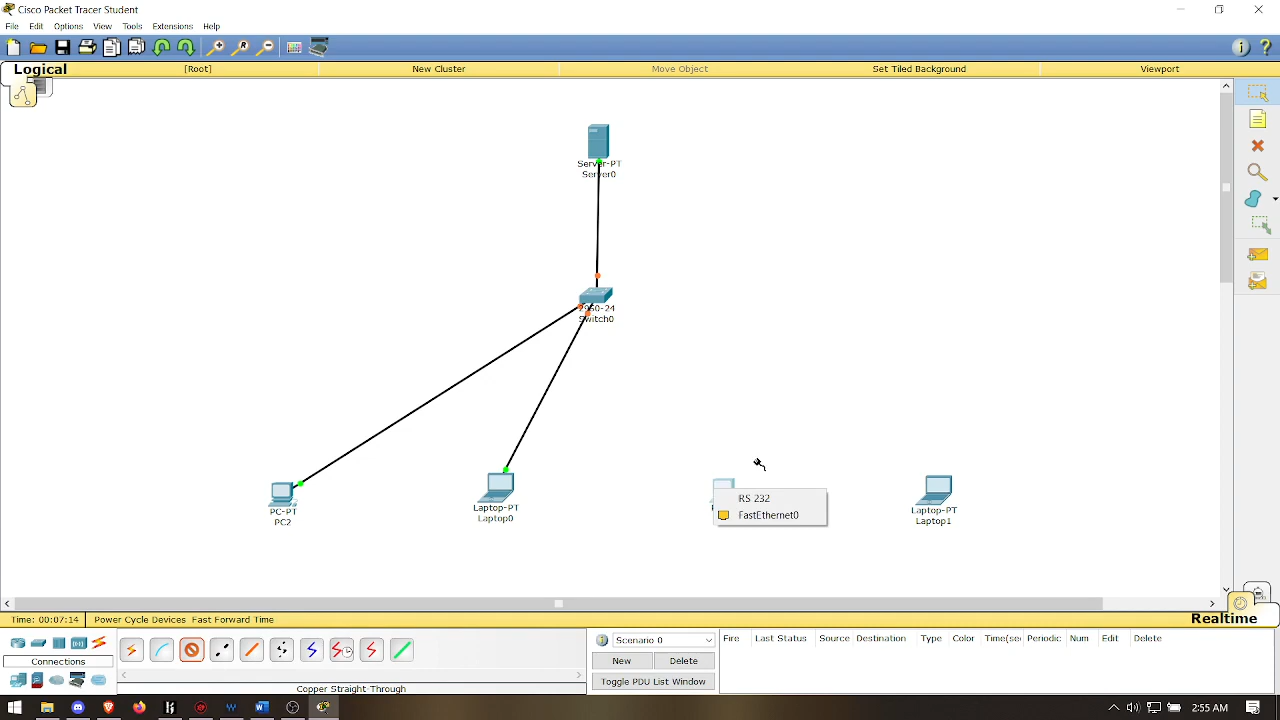 Cisco Packet Tracer Student
File Edit Options View Tools Extensions Help
Logical [Root] New Cluster Move Object Set Tiled Background Viewport
Server-PT
Server0
2950-24
Switch0
RS 232
FastEthernet0
PC-PT
PC2
Laptop-PT
Laptop0
Laptop-PT
Laptop1
Time: 00:07:14 Power Cycle Devices Fast Forward Time Realtime
Scenario 0
Fire Last Status Source Destination Type Color Time(sec Periodic Num Edit Delete
Connections
New Delete
Toggle PDU List Window
Copper Straight-Through
2:55 AM